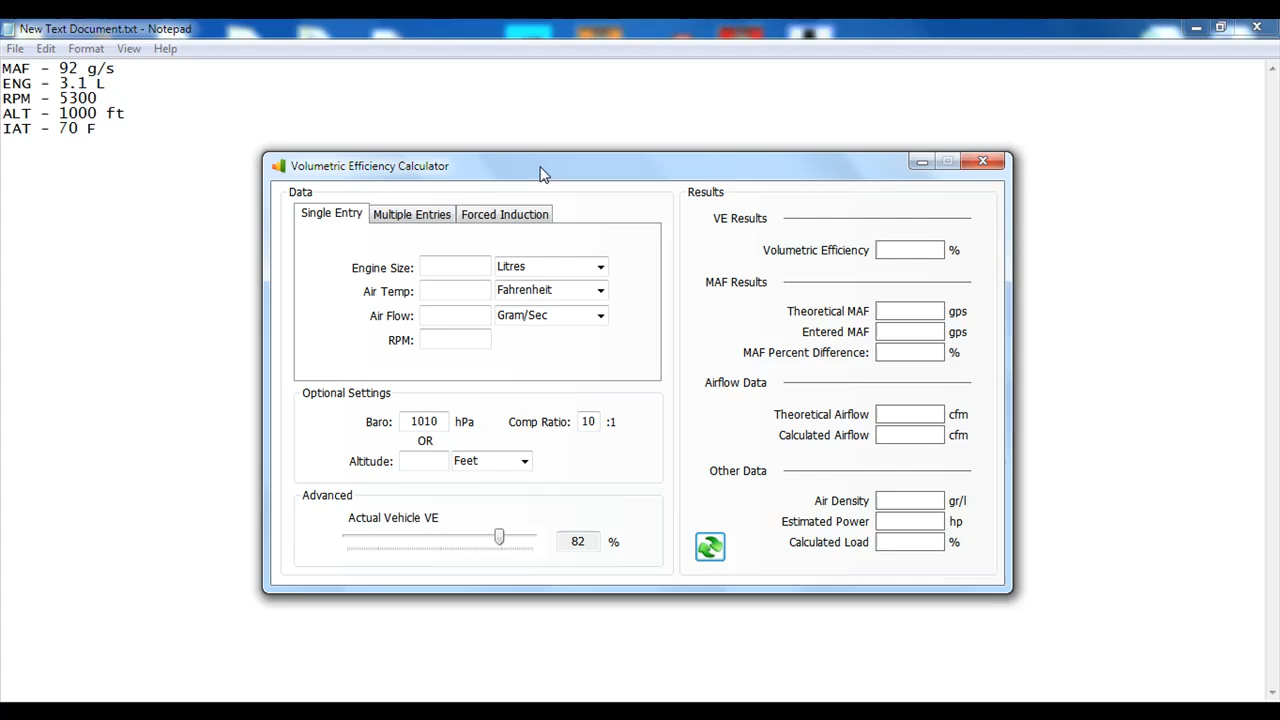 New Text Document.txt - Notepad
File Edit Format View Help
MAF - 92 g/s
ENG - 3.1 L
RPM - 5300
ALT - 1000 ft
IAT - 70 F
Volumetric Efficiency Calculator
Data
Single Entry Multiple Entries Forced Induction
Engine Size: Litres
Air Temp: Fahrenheit
Air Flow: Gram/Sec
RPM:
Optional Settings
Baro: 1010 hPa Comp Ratio: 10 :1
OR
Altitude: Feet
Advanced
Actual Vehicle VE
82 %
Results
VE Results
Volumetric Efficiency %
MAF Results
Theoretical MAF gps
Entered MAF gps
MAF Percent Difference: %
Airflow Data
Theoretical Airflow cfm
Calculated Airflow cfm
Other Data
Air Density gr/l
Estimated Power hp
Calculated Load %